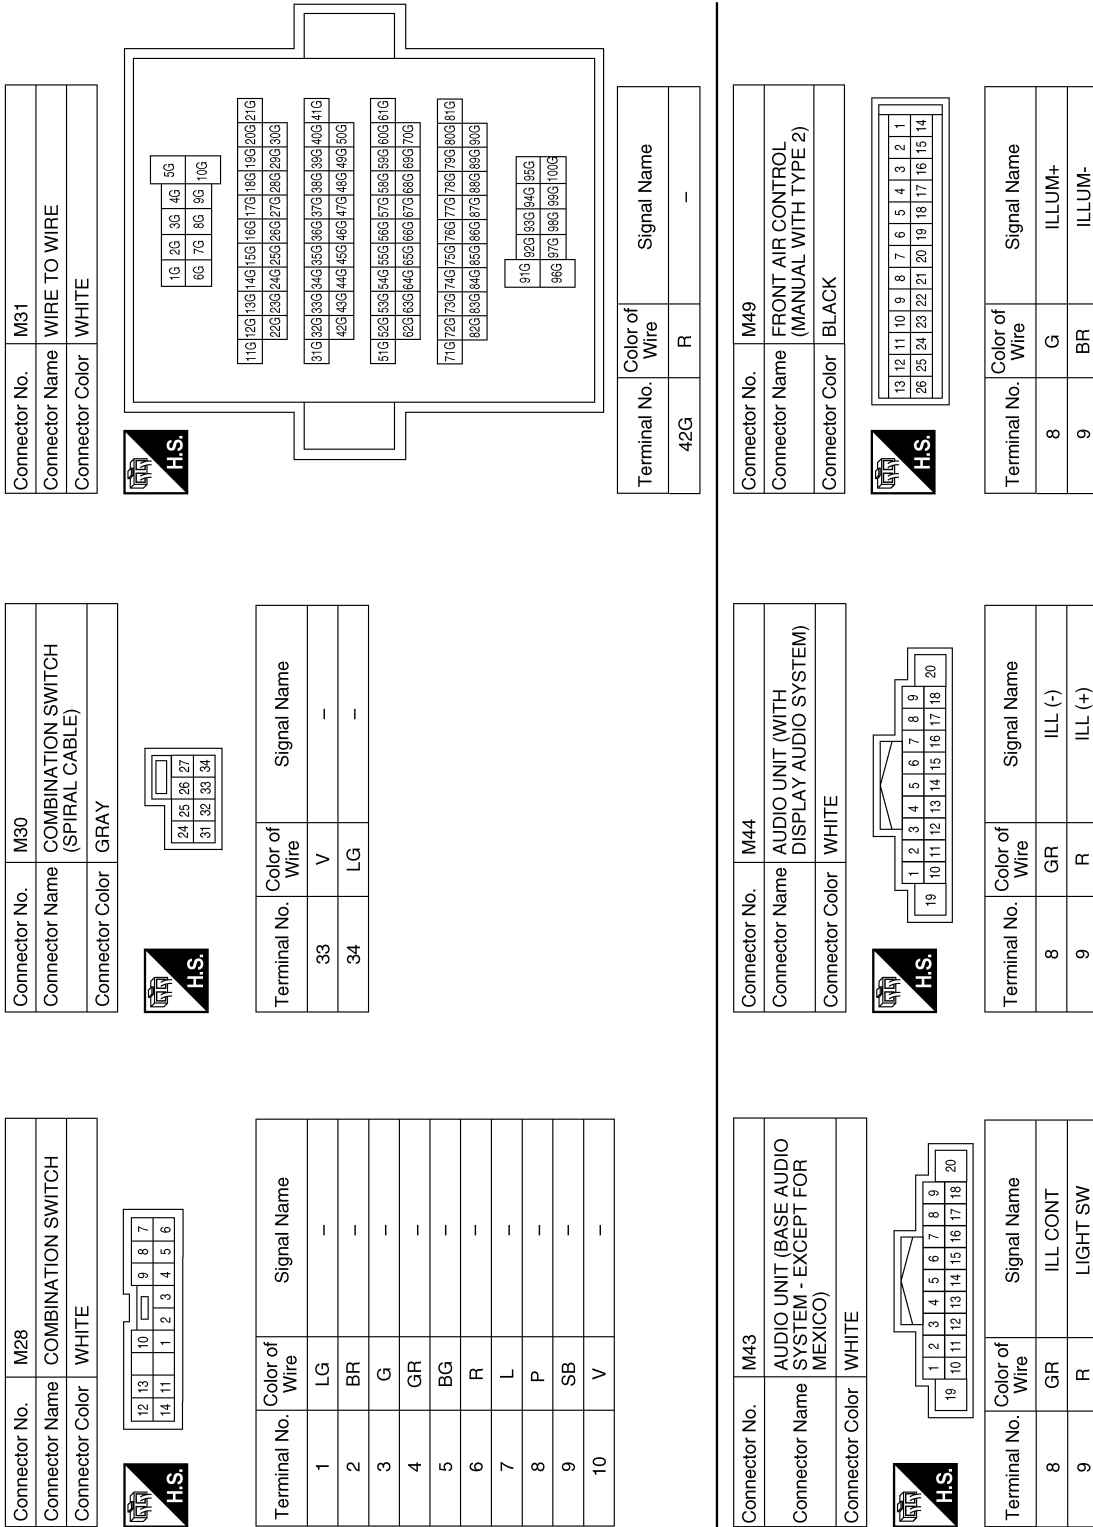 Connector No. M28
Connector Name COMBINATION SWITCH
Connector Color WHITE
H.S.
12 13 10 9 8 7
14 11 1 2 3 4 5 6
Terminal No. Color of Wire Signal Name
1 LG –
2 BR –
3 G –
4 GR –
5 BG –
6 R –
7 L –
8 P –
9 SB –
10 V –
Connector No. M30
Connector Name COMBINATION SWITCH
(SPIRAL CABLE)
Connector Color GRAY
H.S.
24 25 26 27
31 32 33 34
Terminal No. Color of Wire Signal Name
33 V –
34 LG –
Connector No. M31
Connector Name WIRE TO WIRE
Connector Color WHITE
H.S.
1G 2G 3G 4G 5G
6G 7G 8G 9G 10G
11G 12G 13G 14G 15G 16G 17G 18G 19G 20G 21G
22G 23G 24G 25G 26G 27G 28G 29G 30G
31G 32G 33G 34G 35G 36G 37G 38G 39G 40G 41G
42G 43G 44G 45G 46G 47G 48G 49G 50G
51G 52G 53G 54G 55G 56G 57G 58G 59G 60G 61G
62G 63G 64G 65G 66G 67G 68G 69G 70G
71G 72G 73G 74G 75G 76G 77G 78G 79G 80G 81G
82G 83G 84G 85G 86G 87G 88G 89G 90G
91G 92G 93G 94G 95G
96G 97G 98G 99G 100G
Terminal No. Color of Wire Signal Name
42G R –
Connector No. M43
Connector Name AUDIO UNIT (BASE AUDIO
SYSTEM - EXCEPT FOR
MEXICO)
Connector Color WHITE
H.S.
1 2 3 4 5 6 7 8 9
19 10 11 12 13 14 15 16 17 18 20
Terminal No. Color of Wire Signal Name
8 GR ILL CONT
9 R LIGHT SW
Connector No. M44
Connector Name AUDIO UNIT (WITH
DISPLAY AUDIO SYSTEM)
Connector Color WHITE
H.S.
1 2 3 4 5 6 7 8 9
19 10 11 12 13 14 15 16 17 18 20
Terminal No. Color of Wire Signal Name
8 GR ILL (-)
9 R ILL (+)
Connector No. M49
Connector Name FRONT AIR CONTROL
(MANUAL WITH TYPE 2)
Connector Color BLACK
H.S.
13 12 11 10 9 8 7 6 5 4 3 2 1
26 25 24 23 22 21 20 19 18 17 16 15 14
Terminal No. Color of Wire Signal Name
8 G ILLUM+
9 BR ILLUM-